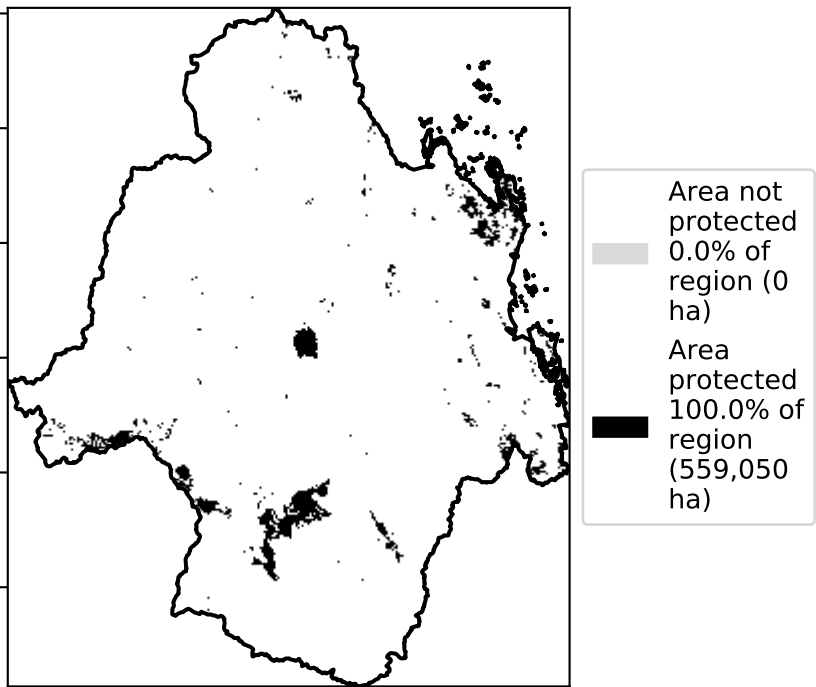 Area not
protected
0.0% of
region (0
ha)
Area
protected
100.0% of
region
(559,050
ha)